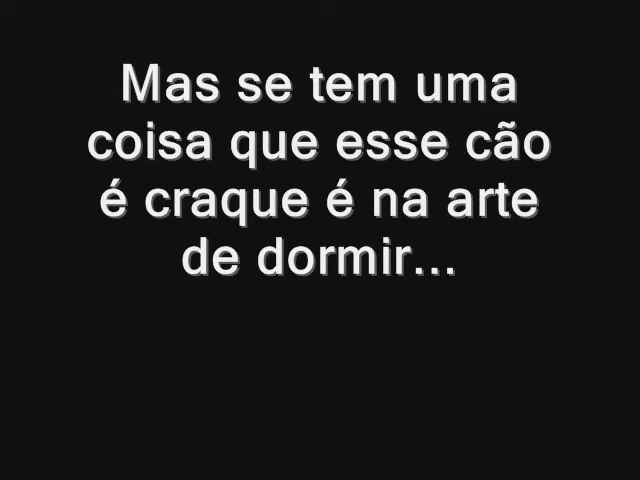 Mas se tem uma
coisa que esse cão
é craque é na arte
de dormir...